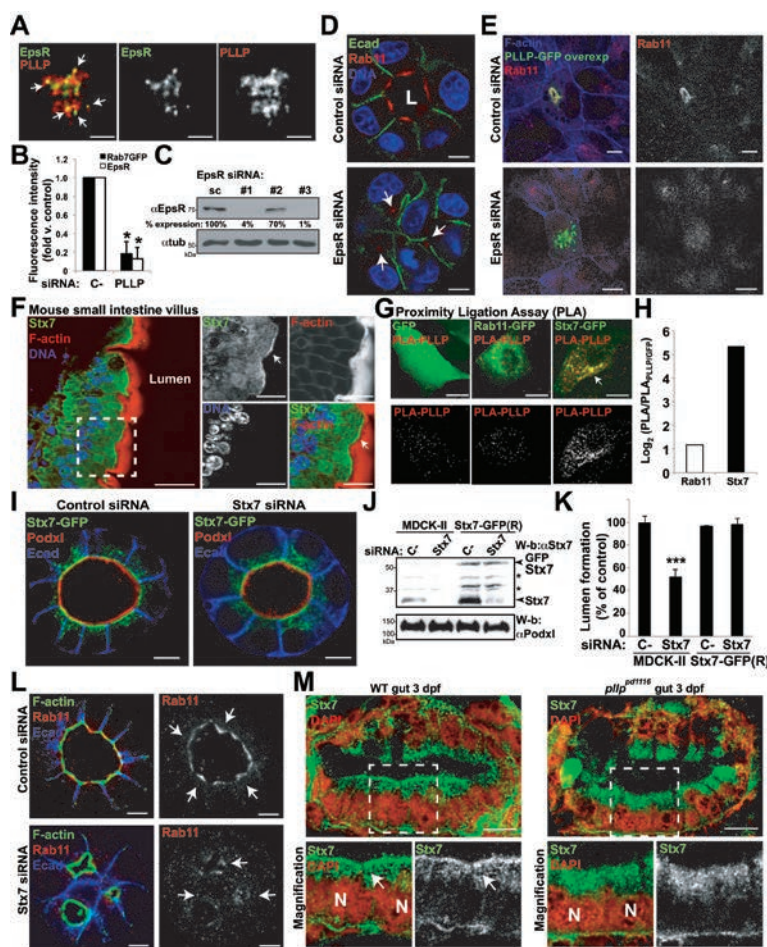 A
EpsR
PLLP
EpsR
PLLP
B
Fluorescence intensity
(fold v. control)
1.2
1.0
0.8
0.6
0.4
0.2
0
Rab7GFP
EpsR
*
*
siRNA: C- PLLP
C
EpsR siRNA:
sc #1 #2 #3
αEpsR
75
% expression: 100% 4% 70% 1%
αtub
50
kDa
D
Ecad
Rab11
DNA
Control siRNA
L
EpsR siRNA
E
F-actin
PLLP-GFP overexp
Rab11
Rab11
Control siRNA
EpsR siRNA
F Mouse small intestine villus
Stx7
F-actin
DNA
Lumen
Stx7
F-actin
DNA
Stx7
F-actin
G Proximity Ligation Assay (PLA)
GFP
PLA-PLLP
Rab11-GFP
PLA-PLLP
Stx7-GFP
PLA-PLLP
PLA-PLLP
PLA-PLLP
PLA-PLLP
H
Log2 (PLA/PLAPLLP/GFP)
6
5
4
3
2
1
0
Rab11 Stx7
I
Control siRNA
Stx7 siRNA
Stx7-GFP
Podxl
Ecad
Stx7-GFP
Podxl
Ecad
J
MDCK-II Stx7-GFP(R)
siRNA: C- Stx7 C- Stx7
W-b:αStx7
GFP
Stx7
*
*
Stx7
50
37
150
100
kDa
W-b:
αPodxl
K
Lumen formation
(% of control)
100
80
60
40
20
0
***
siRNA: C- Stx7 C- Stx7
MDCK-II Stx7-GFP(R)
L
Control siRNA
F-actin
Rab11
Ecad
Rab11
Stx7 siRNA
F-actin
Rab11
Ecad
Rab11
M
WT gut 3 dpf
pllp pd1116 gut 3 dpf
Stx7
DAPI
Stx7
DAPI
Magnification
Stx7
DAPI
N
N
Stx7
Magnification
Stx7
DAPI
N
N
Stx7